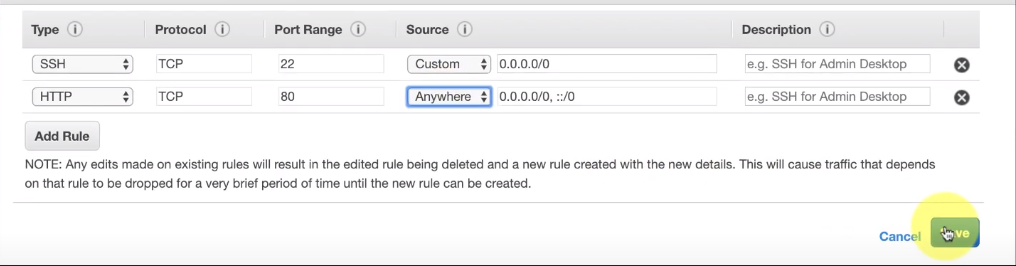 Type i Protocol i Port Range i Source i Description i
SSH TCP 22 Custom 0.0.0.0/0 e.g. SSH for Admin Desktop
HTTP TCP 80 Anywhere 0.0.0.0/0, ::/0 e.g. SSH for Admin Desktop
Add Rule
NOTE: Any edits made on existing rules will result in the edited rule being deleted and a new rule created with the new details. This will cause traffic that depends
on that rule to be dropped for a very brief period of time until the new rule can be created.
Cancel Save